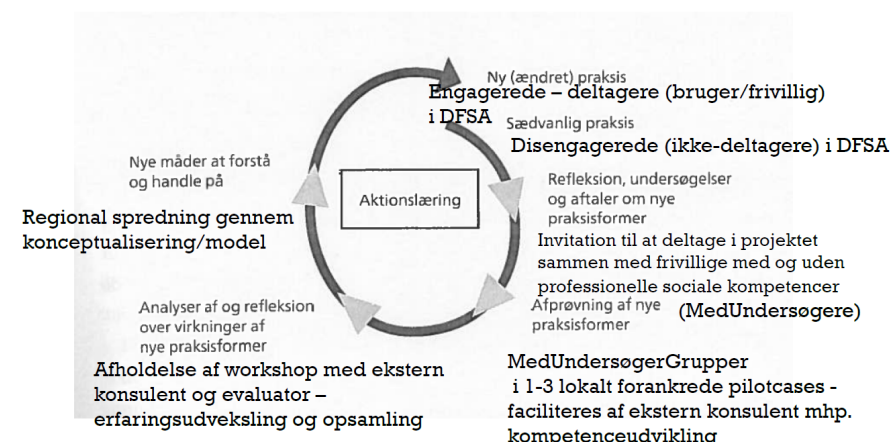 Ny (ændret) praksis
Engagerede – deltagere (bruger/frivillig)
i DFSA
Sædvanlig praksis
Disengagerede (ikke-deltagere) i DFSA
Refleksion, undersøgelser
og aftaler om nye
praksisformer
Invitation til at deltage i projektet
sammen med frivillige med og uden
professionelle sociale kompetencer
(MedUndersøgere)
Afprøvning af nye
praksisformer
MedUndersøgerGrupper
i 1-3 lokalt forankrede pilotcases -
faciliteres af ekstern konsulent mhp.
kompetenceudvikling
Analyser af og refleksion
over virkninger af
nye praksisformer
Afholdelse af workshop med ekstern
konsulent og evaluator –
erfaringsudveksling og opsamling
Nye måder at forstå
og handle på
Regional spredning gennem
konceptualisering/model
Aktionslæring